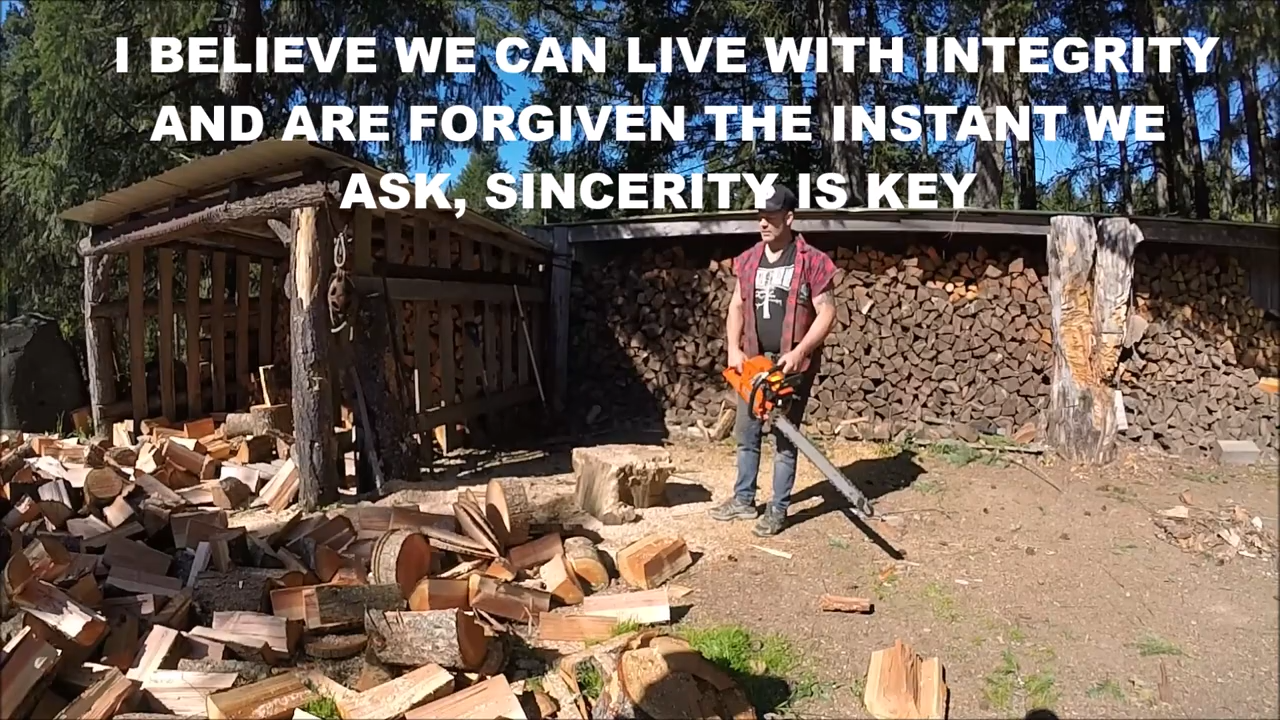 I BELIEVE WE CAN LIVE WITH INTEGRITY
AND ARE FORGIVEN THE INSTANT WE
ASK, SINCERITY IS KEY